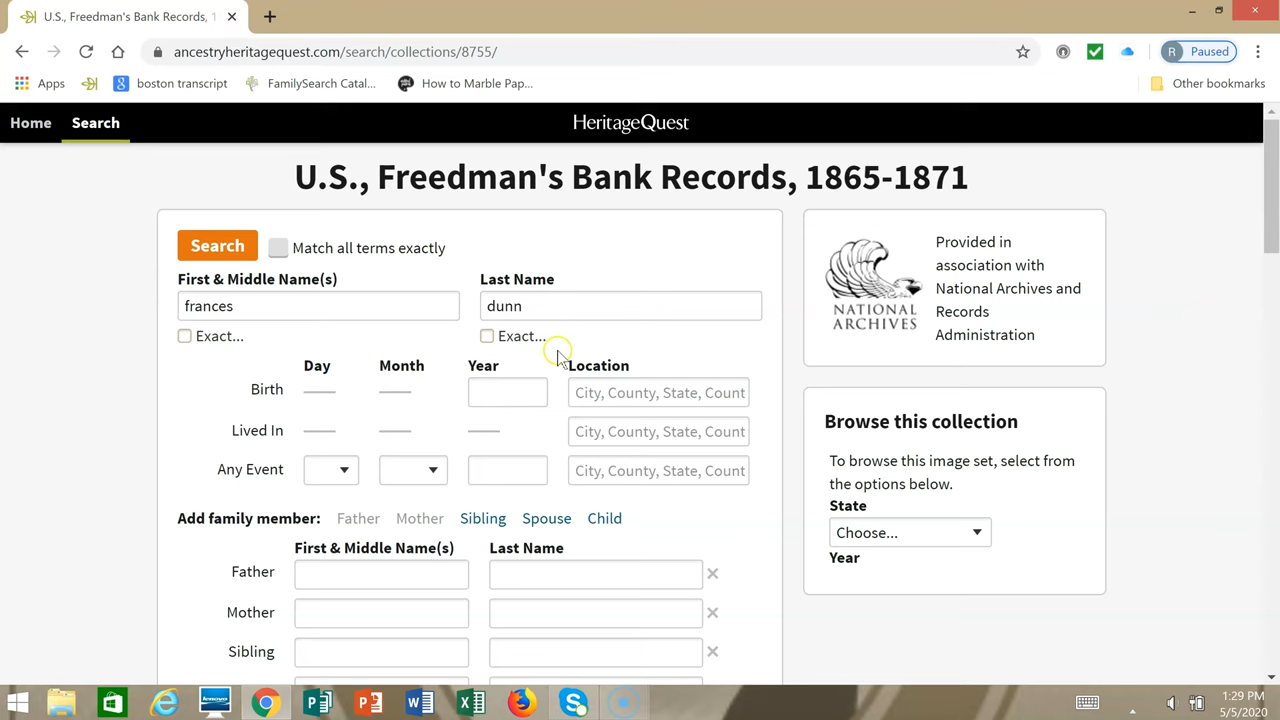 U.S., Freedman's Bank Records, 1
ancestryheritagequest.com/search/collections/8755/
R Paused
Apps boston transcript FamilySearch Catal... How to Marble Pap... Other bookmarks
Home Search HeritageQuest
U.S., Freedman's Bank Records, 1865-1871
Search Match all terms exactly
First & Middle Name(s) Last Name
frances dunn
Exact... Exact...
Day Month Year Location
Birth City, County, State, Count
Lived In City, County, State, Count
Any Event City, County, State, Count
Add family member: Father Mother Sibling Spouse Child
First & Middle Name(s) Last Name
Father
Mother
Sibling
NATIONAL
ARCHIVES
Provided in
association with
National Archives and
Records
Administration
Browse this collection
To browse this image set, select from
the options below.
State
Choose...
Year
1:29 PM
5/5/2020